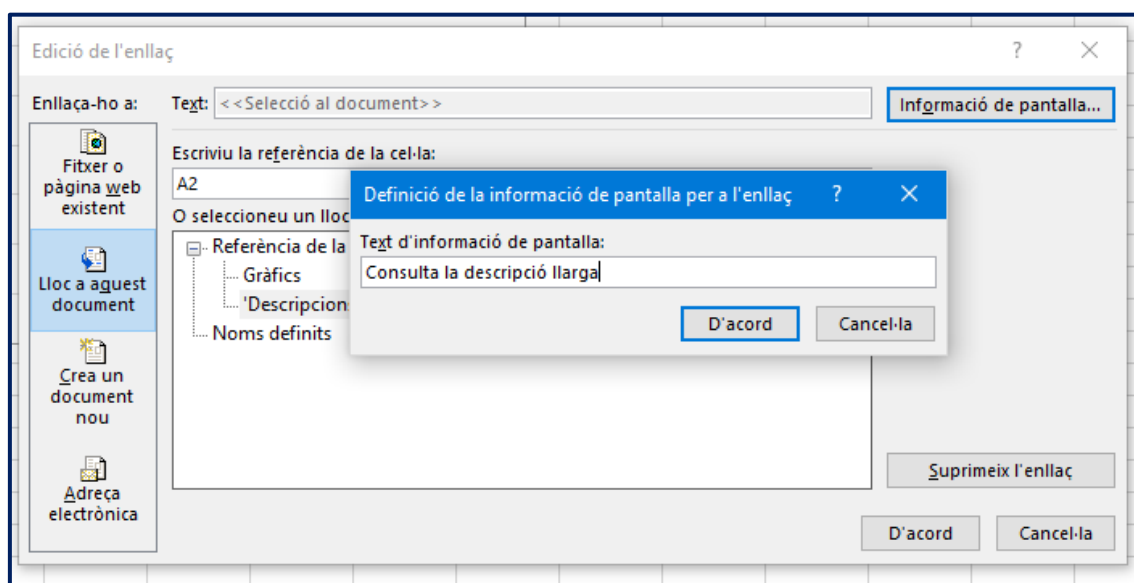 Edició de l'enllaç
?
Enllaça-ho a:
Text: <<Selecció al document>>
Informació de pantalla...
Fitxer o
pàgina web
existent
Escriviu la referència de la cel·la:
A2
O seleccioneu un lloc
Referència de la
Gràfics
'Descripcion
Noms definits
Definició de la informació de pantalla per a l'enllaç
?
Text d'informació de pantalla:
Consulta la descripció llarga
D'acord
Cancel·la
Lloc a aquest
document
Crea un
document
nou
Adreça
electrònica
Suprimeix l'enllaç
D'acord
Cancel·la